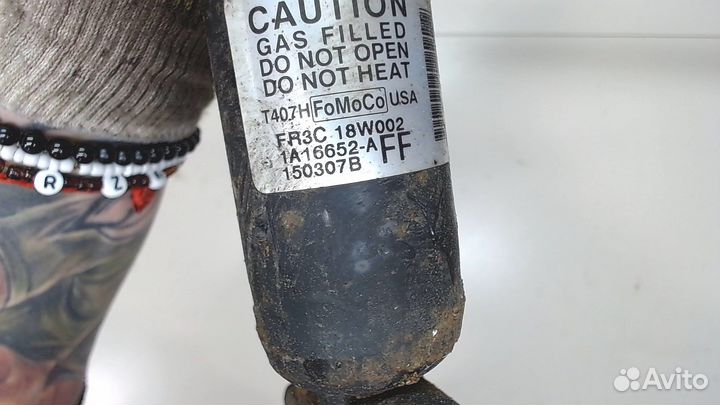 CAUTION
GAS FILLED
DO NOT OPEN
DO NOT HEAT
T407H FoMoCo USA
FR3C 18W002
1A16652-A FF
150307B
R Z
Avito